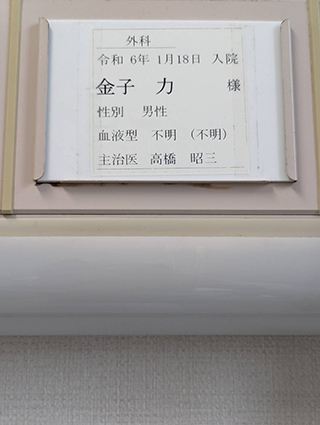 外科
令和 6年 1月18日 入院
金子 力 様
性別 男性
血液型 不明 (不明)
主治医 高橋 昭三